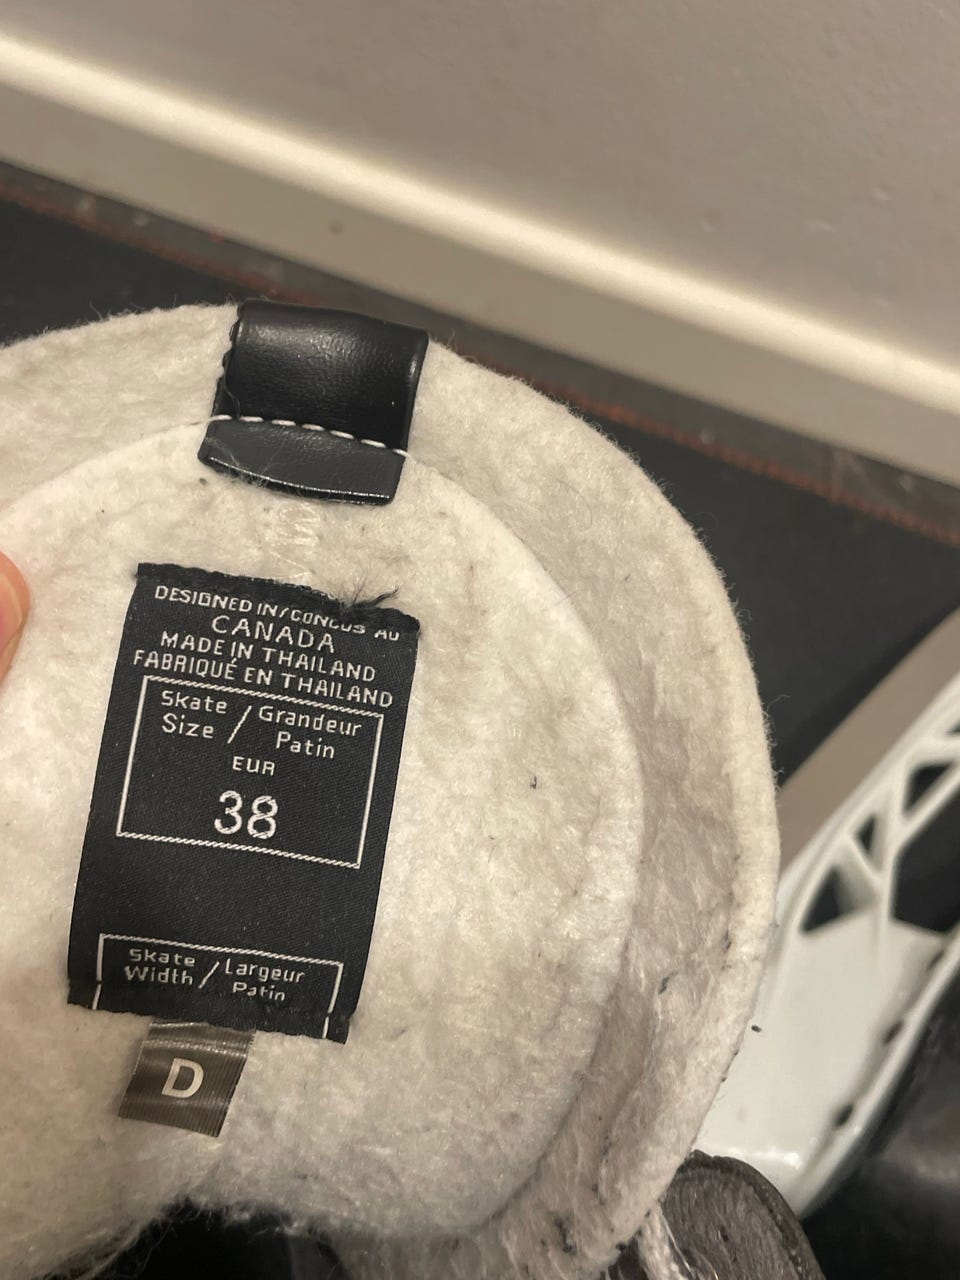 DESIGNED IN/CONCUS AU
CANADA
MADE IN THAILAND
FABRIQUÉ EN THAILAND
Skate / Grandeur
Size / Patin
EUR
38
Skate / Largeur
Width / Patin
D